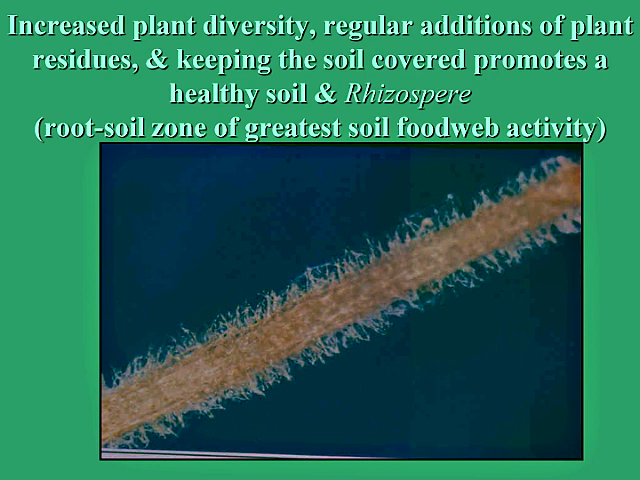 Increased plant diversity, regular additions of plant
residues, & keeping the soil covered promotes a
healthy soil & Rhizospere
(root-soil zone of greatest soil foodweb activity)